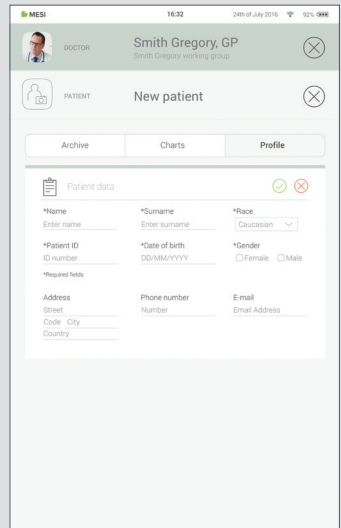 MESI 16:32 24th of July 2016 92%
DOCTOR Smith Gregory, GP
Smith Gregory working group
PATIENT New patient
Archive Charts Profile
Patient data
*Name *Surname *Race
Enter name Enter surname Caucasian
*Patient ID *Date of birth *Gender
ID number DD/MM/YYYY Female Male
*Required fields
Address Phone number E-mail
Street Number Email Address
Code City
Country